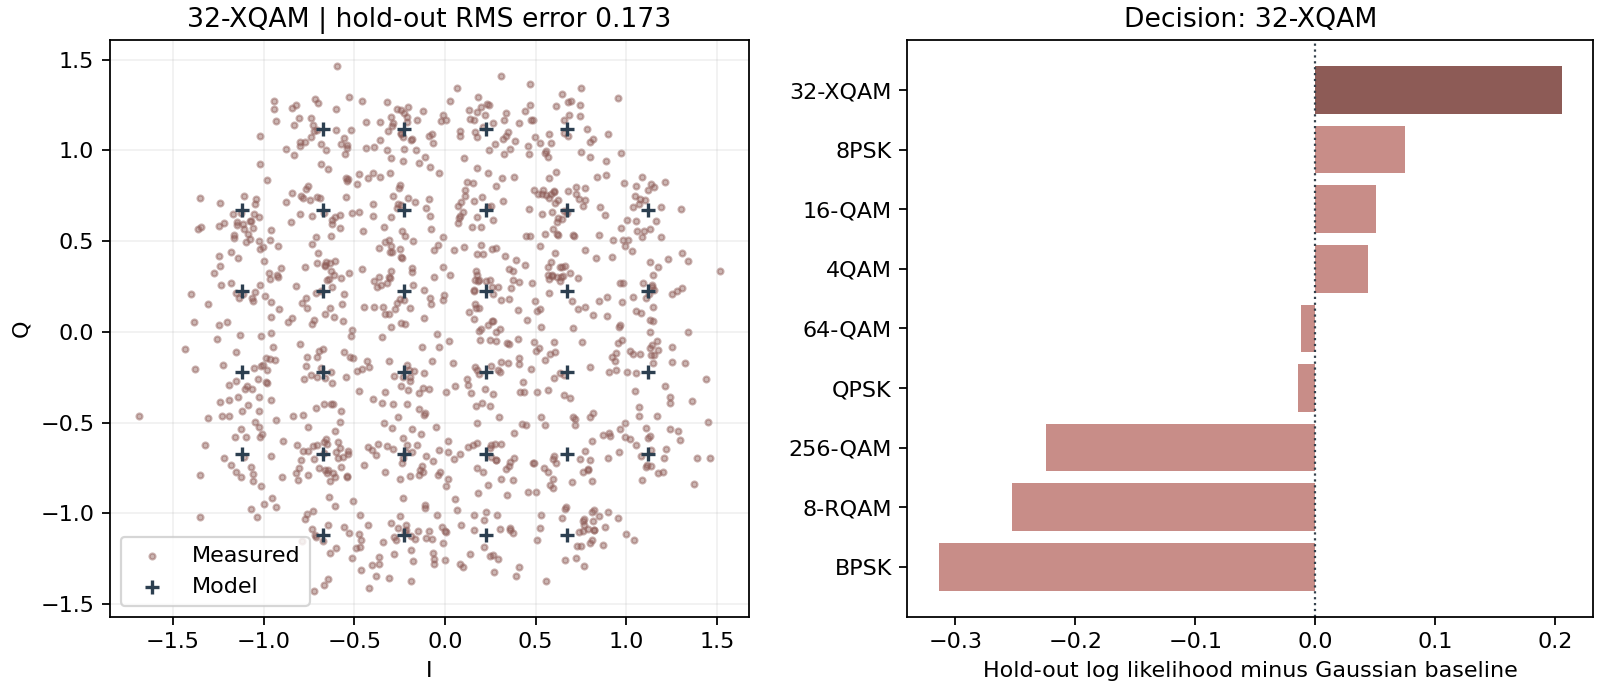 32-XQAM | hold-out RMS error 0.173
1.5
1.0
0.5
0.0
−0.5
−1.0
−1.5
Q
Measured
Model
−1.5
−1.0
−0.5
0.0
0.5
1.0
1.5
I
Decision: 32-XQAM
32-XQAM
8PSK
16-QAM
4QAM
64-QAM
QPSK
256-QAM
8-RQAM
BPSK
−0.3
−0.2
−0.1
0.0
0.1
0.2
Hold-out log likelihood minus Gaussian baseline